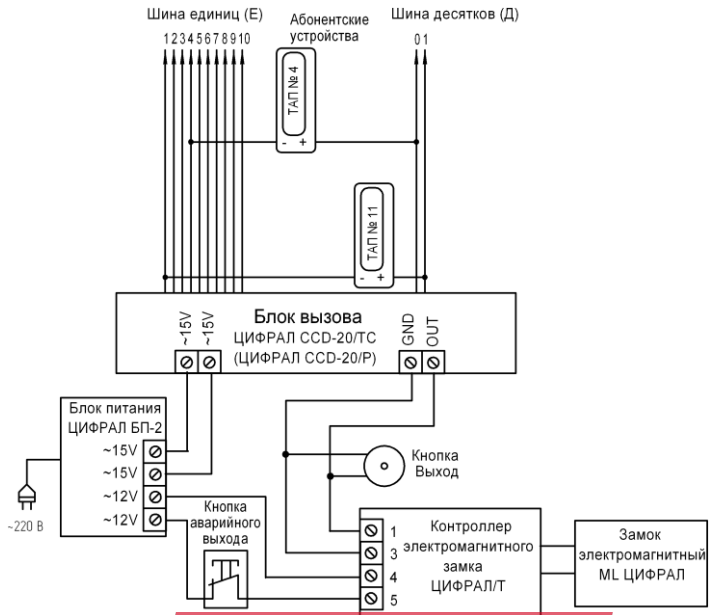 Шина единиц (Е)
Абонентские
устройства
Шина десятков (Д)
1 2 3 4 5 6 7 8 9 10
0 1
ТАП № 4
- +
ТАП № 11
- +
~15V
~15V
Блок вызова
ЦИФРАЛ CCD-20/ТС
(ЦИФРАЛ CCD-20/Р)
GND
OUT
Блок питания
ЦИФРАЛ БП-2
~15V
~15V
~12V
~12V
~220 В
Кнопка
аварийного
выхода
Кнопка
Выход
1
3
4
5
Контроллер
электромагнитного
замка
ЦИФРАЛ/Т
Замок
электромагнитный
ML ЦИФРАЛ